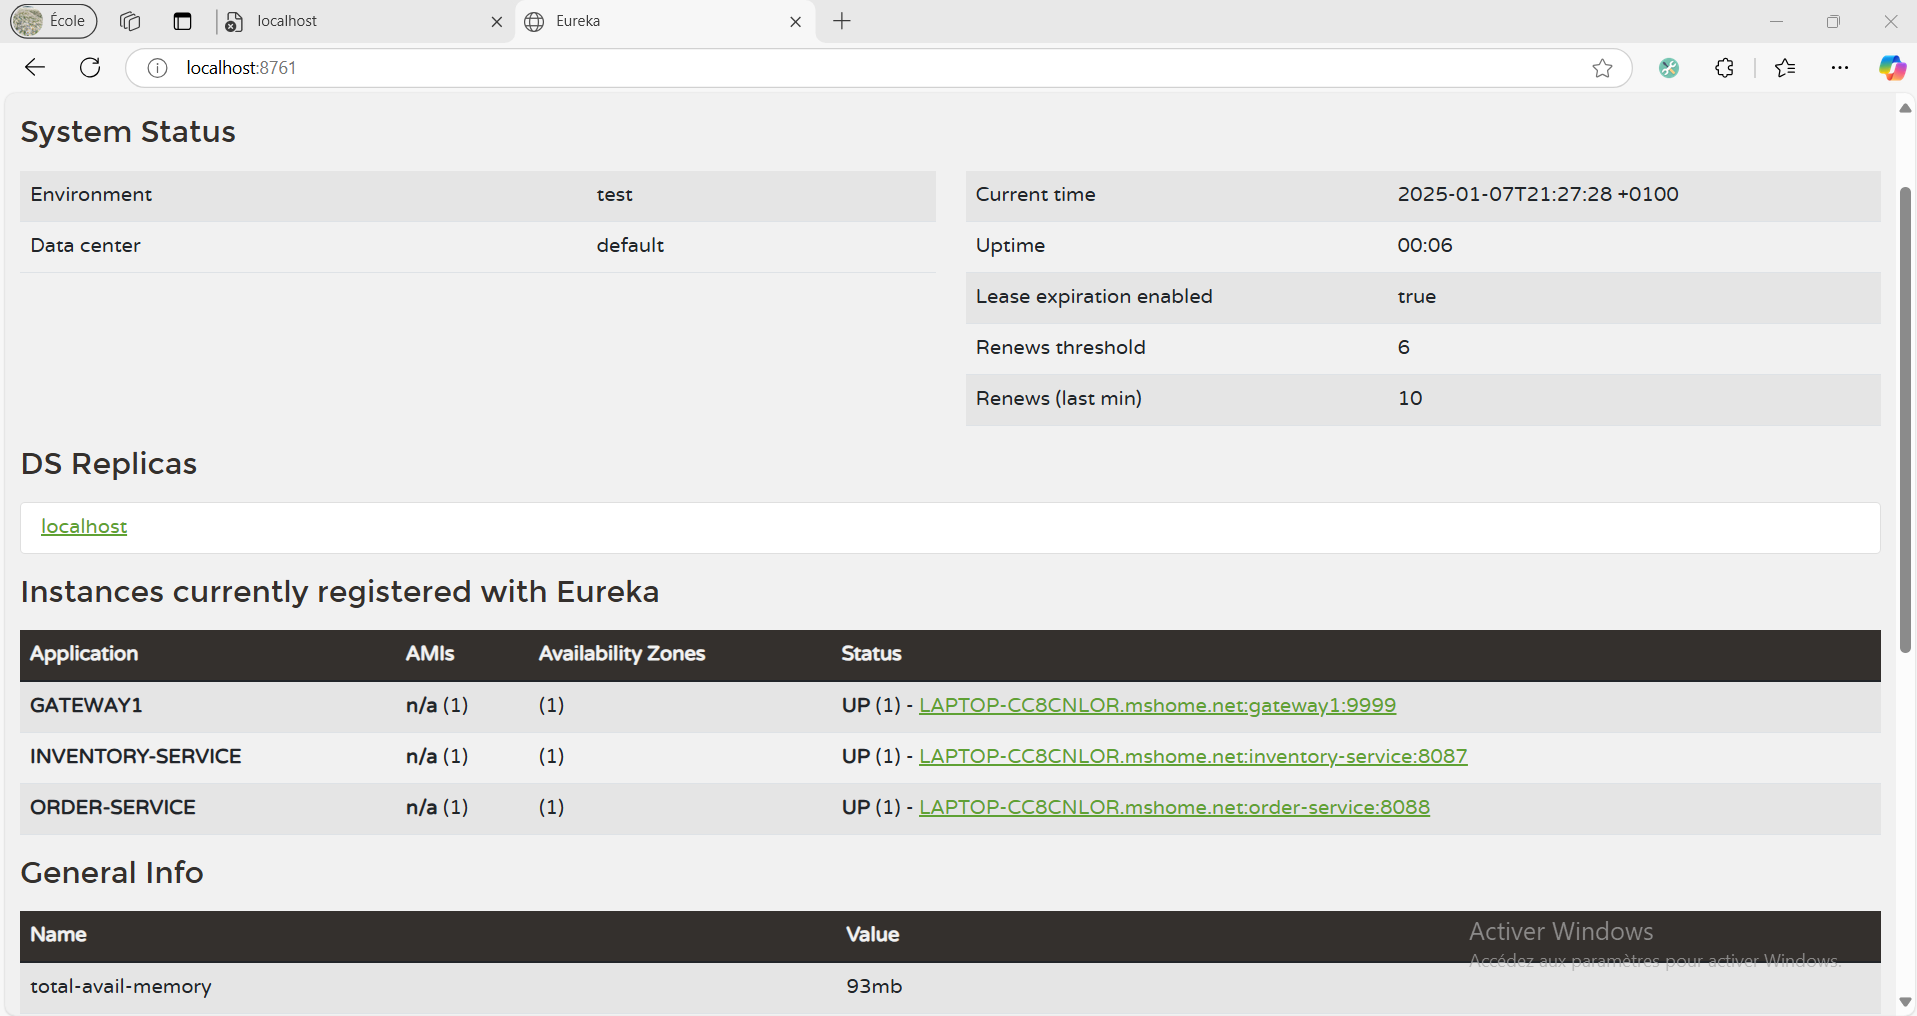 École
localhost
Eureka
localhost:8761
System Status
Environment test
Data center default
Current time 2025-01-07T21:27:28 +0100
Uptime 00:06
Lease expiration enabled true
Renews threshold 6
Renews (last min) 10
DS Replicas
localhost
Instances currently registered with Eureka
Application AMIs Availability Zones Status
GATEWAY1 n/a (1) (1) UP (1) - LAPTOP-CC8CNLOR.mshome.net:gateway1:9999
INVENTORY-SERVICE n/a (1) (1) UP (1) - LAPTOP-CC8CNLOR.mshome.net:inventory-service:8087
ORDER-SERVICE n/a (1) (1) UP (1) - LAPTOP-CC8CNLOR.mshome.net:order-service:8088
General Info
Name Value
Activer Windows
Accédez aux paramètres pour activer Windows.
total-avail-memory 93mb